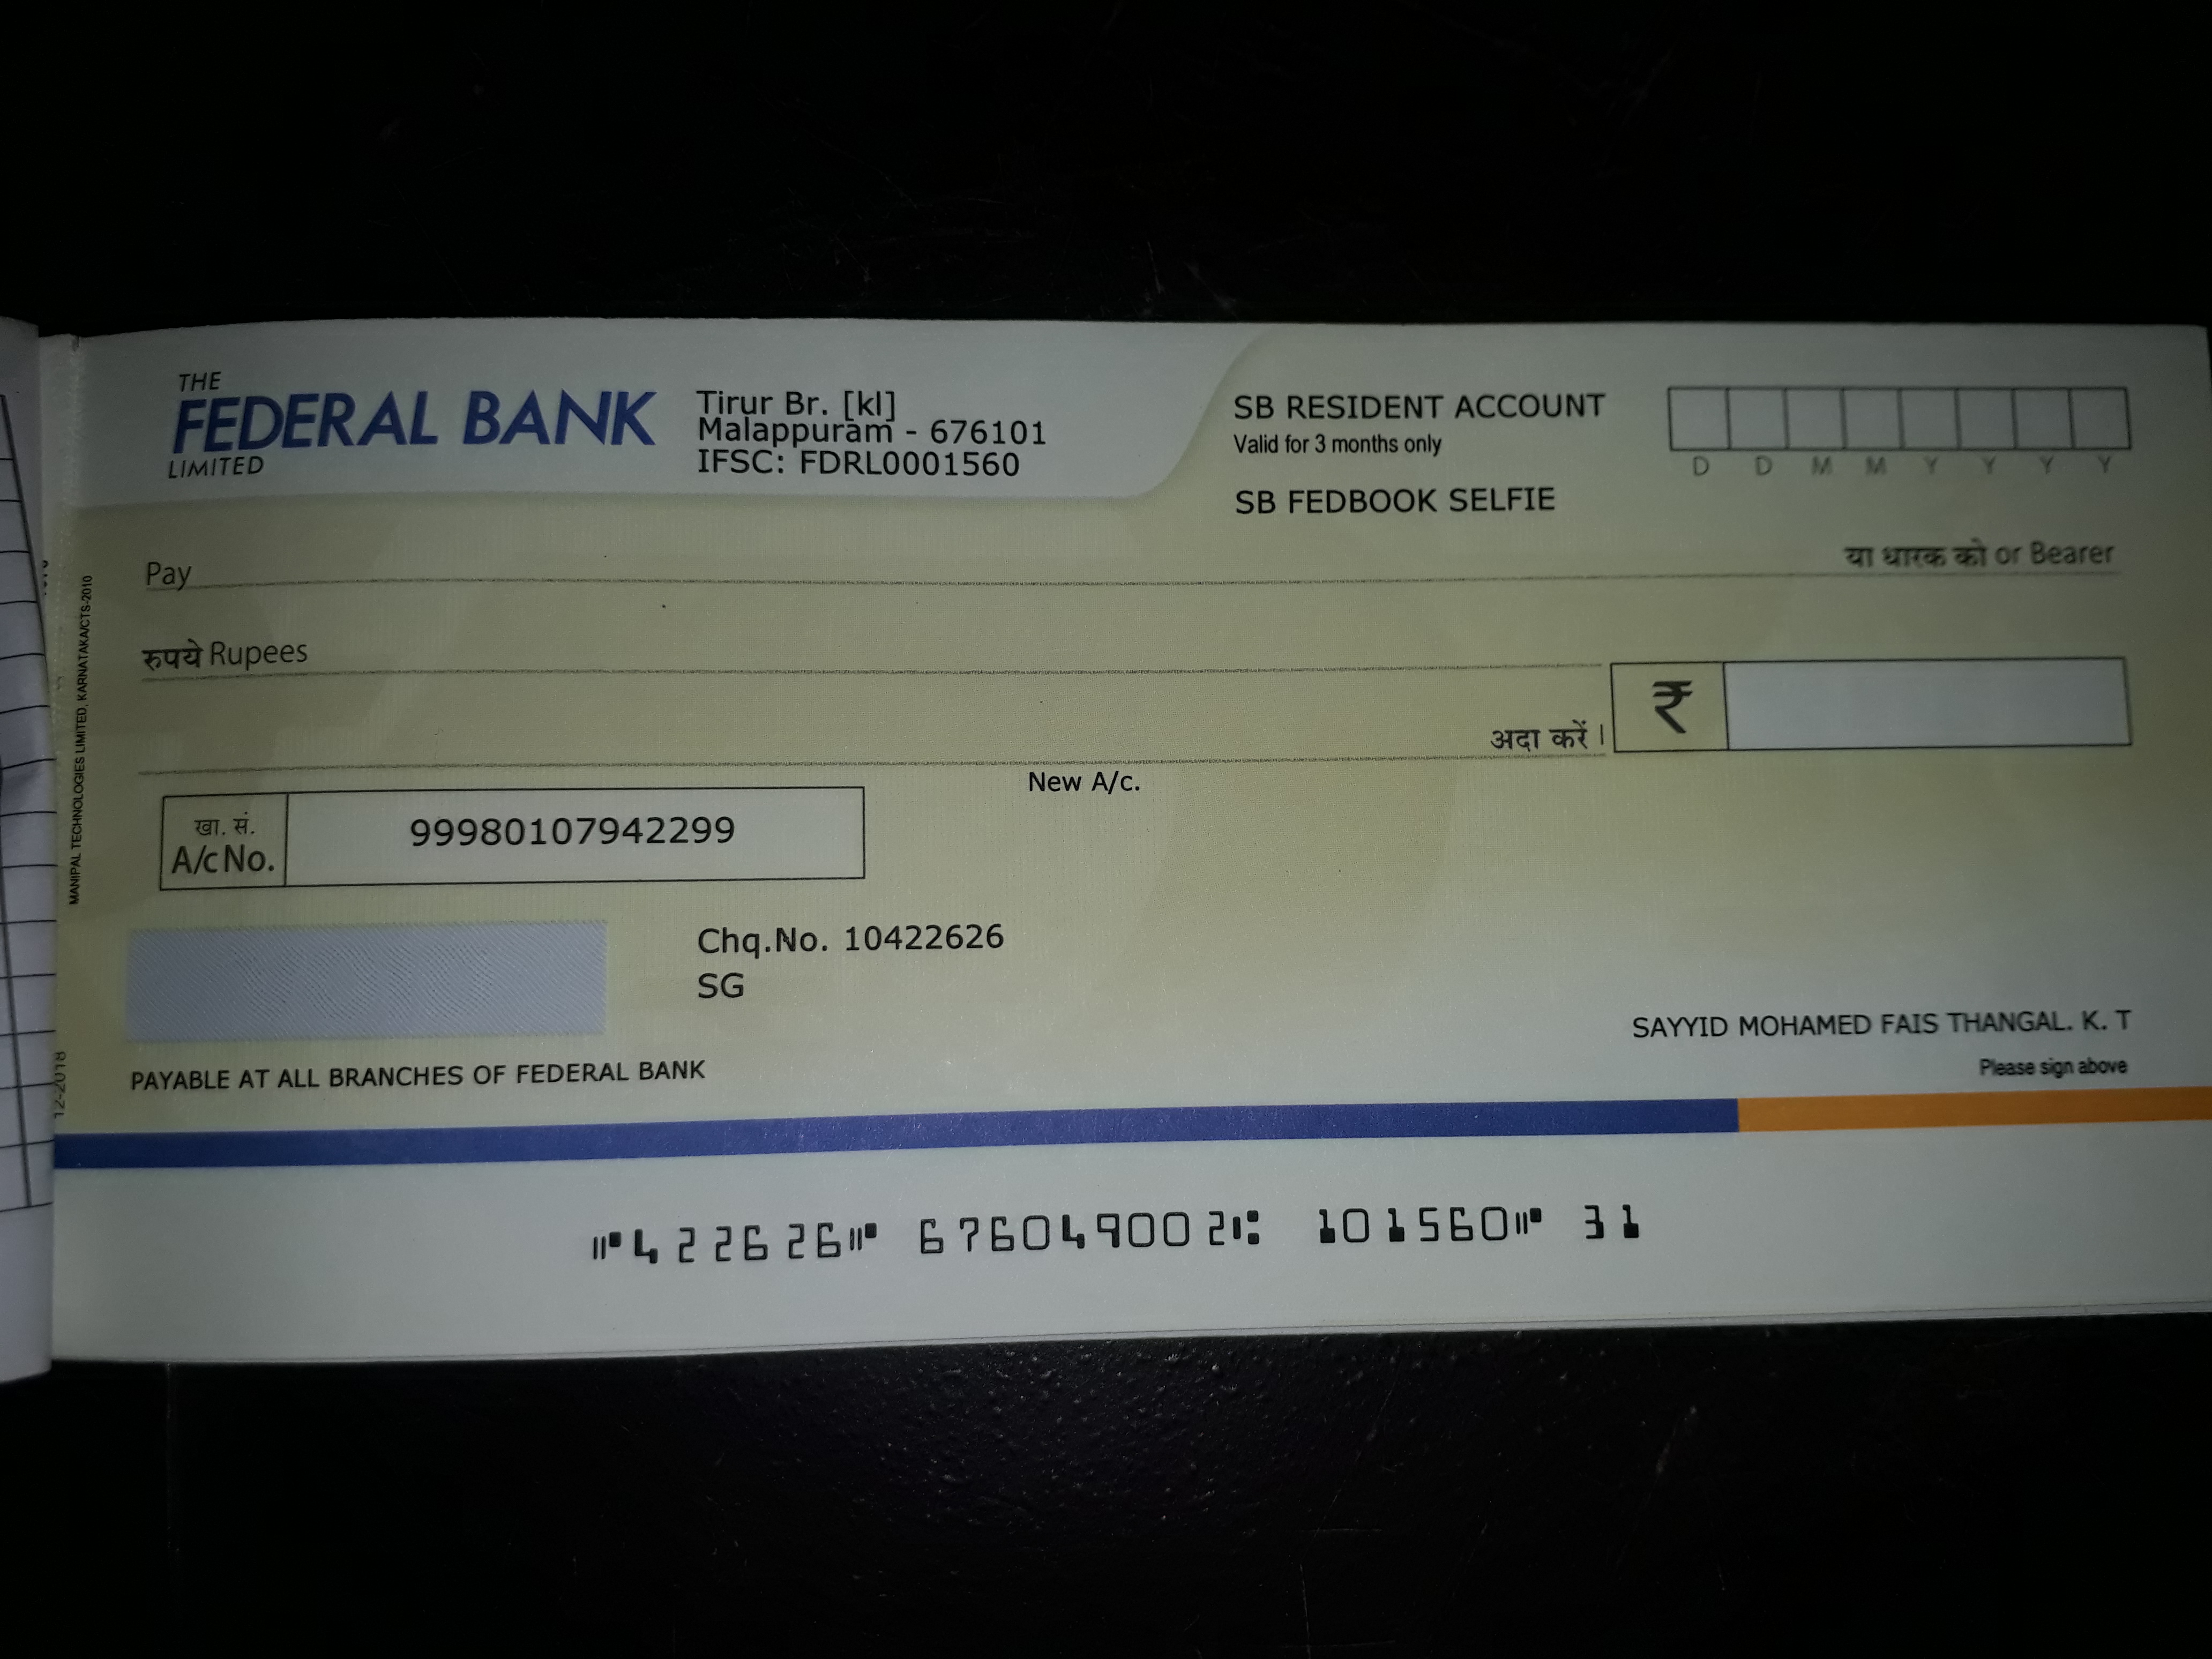 THE
FEDERAL BANK
LIMITED
Tirur Br. [kl]
Malappuram - 676101
IFSC: FDRL0001560
SB RESIDENT ACCOUNT
Valid for 3 months only
SB FEDBOOK SELFIE
D D M M Y Y Y Y
Pay
या धारक को or Bearer
रुपये Rupees
अदा करें।
₹
New A/c.
खा. सं.
A/c No.
99980107942299
Chq.No. 10422626
SG
SAYYID MOHAMED FAIS THANGAL. K. T
Please sign above
PAYABLE AT ALL BRANCHES OF FEDERAL BANK
MANIPAL TECHNOLOGIES LIMITED, KARNATAKA/CTS-2010
12-2018
⑈422626⑈ 676049002⑆ 101560⑈ 31